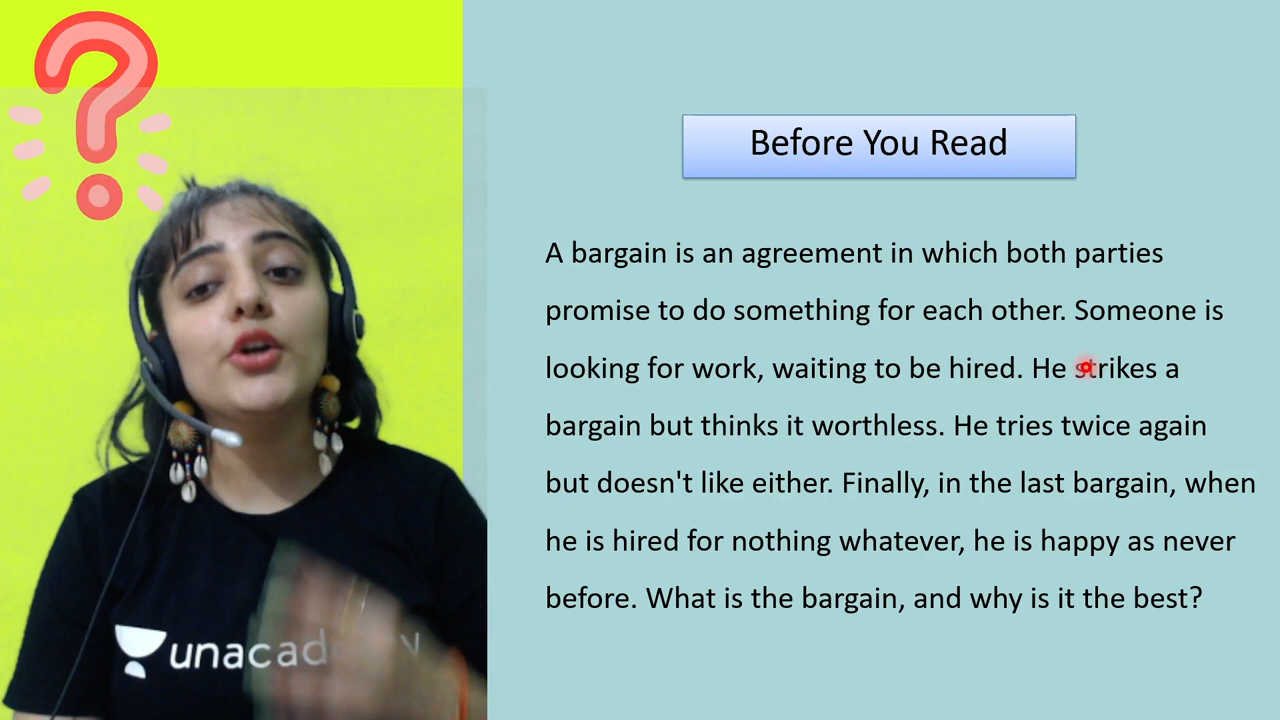 Before You Read
A bargain is an agreement in which both parties
promise to do something for each other. Someone is
looking for work, waiting to be hired. He strikes a
bargain but thinks it worthless. He tries twice again
but doesn't like either. Finally, in the last bargain, when
he is hired for nothing whatever, he is happy as never
before. What is the bargain, and why is it the best?
unacademy